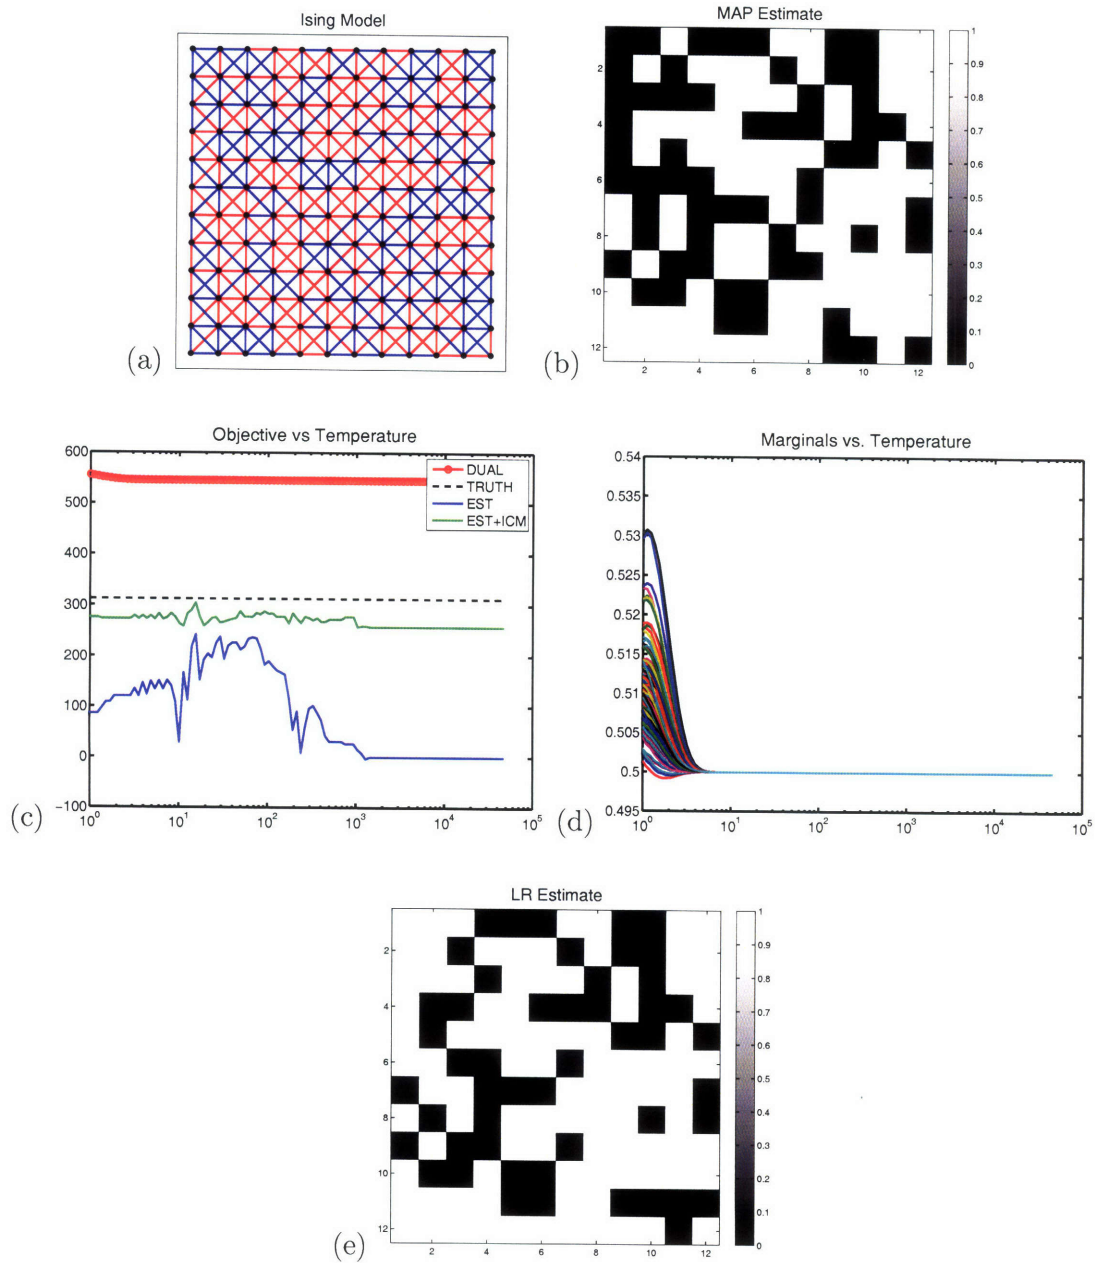 Ising Model
(a)
MAP Estimate
2
4
6
8
10
12
2 4 6 8 10 12
1
0.9
0.8
0.7
0.6
0.5
0.4
0.3
0.2
0.1
0
(b)
Objective vs Temperature
600
500
400
300
200
100
0
−100
10^0 10^1 10^2 10^3 10^4 10^5
DUAL
TRUTH
EST
EST+ICM
(c)
Marginals vs. Temperature
0.54
0.535
0.53
0.525
0.52
0.515
0.51
0.505
0.5
0.495
10^0 10^1 10^2 10^3 10^4 10^5
(d)
LR Estimate
2
4
6
8
10
12
2 4 6 8 10 12
1
0.9
0.8
0.7
0.6
0.5
0.4
0.3
0.2
0.1
0
(e)